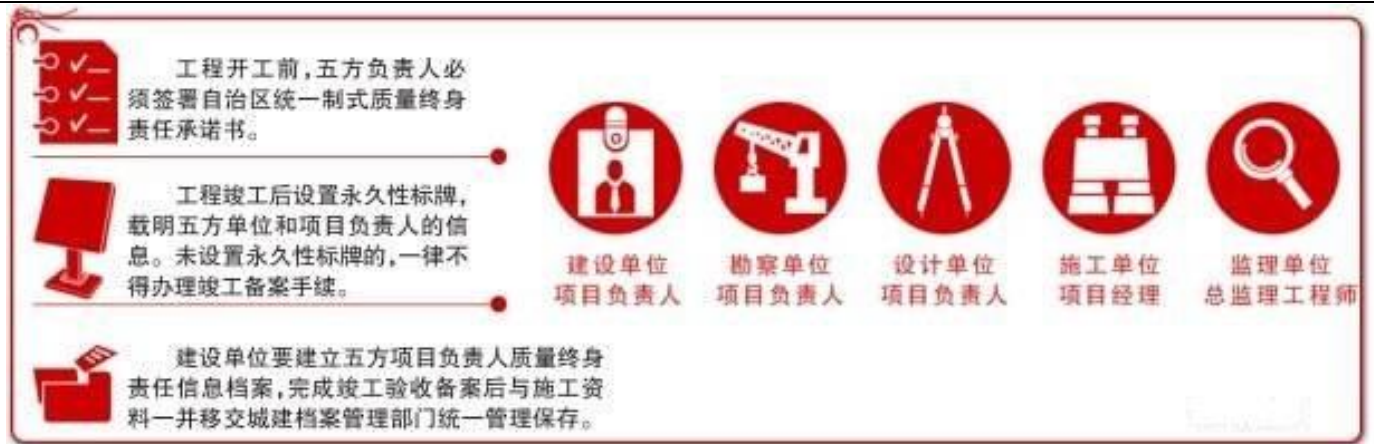 工程开工前,五方负责人必
须签署自治区统一制式质量终身
责任承诺书。
工程竣工后设置永久性标牌,
载明五方单位和项目负责人的信
息。未设置永久性标牌的,一律不
得办理竣工备案手续。
建设单位要建立五方项目负责人质量终身
责任信息档案,完成竣工验收备案后与施工资
料一并移交城建档案管理部门统一管理保存。
建设单位
项目负责人
勘察单位
项目负责人
设计单位
项目负责人
施工单位
项目经理
监理单位
总监理工程师